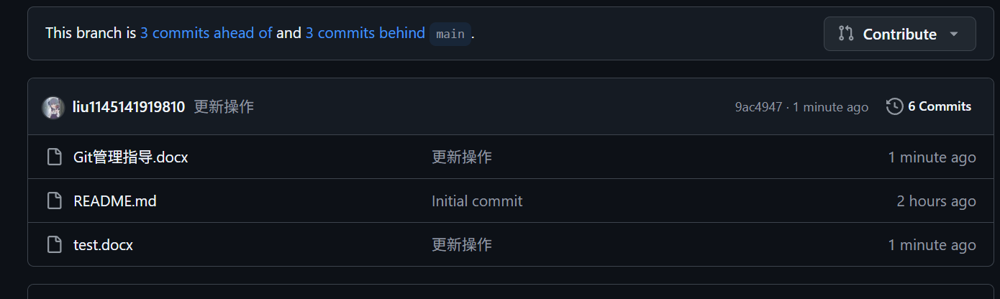 This branch is 3 commits ahead of and 3 commits behind main.
Contribute
liu1145141919810 更新操作 9ac4947 · 1 minute ago 6 Commits
Git管理指导.docx 更新操作 1 minute ago
README.md Initial commit 2 hours ago
test.docx 更新操作 1 minute ago